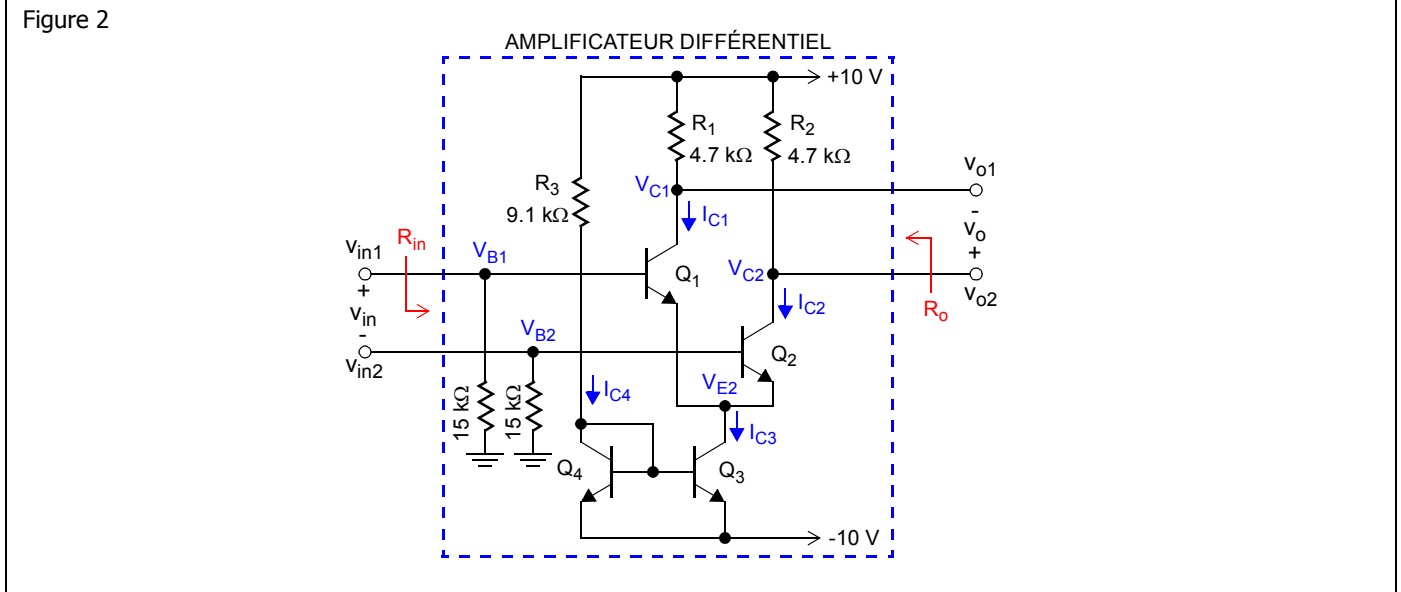 Figure 2
AMPLIFICATEUR DIFFÉRENTIEL
+10 V
R1
4.7 kΩ
R2
4.7 kΩ
R3
9.1 kΩ
VC1
IC1
vo1
-
vo
+
vo2
Ro
vin1
+
vin
-
vin2
Rin
VB1
Q1
VC2
IC2
VB2
Q2
VE2
IC4
IC3
15 kΩ
15 kΩ
Q4
Q3
-10 V